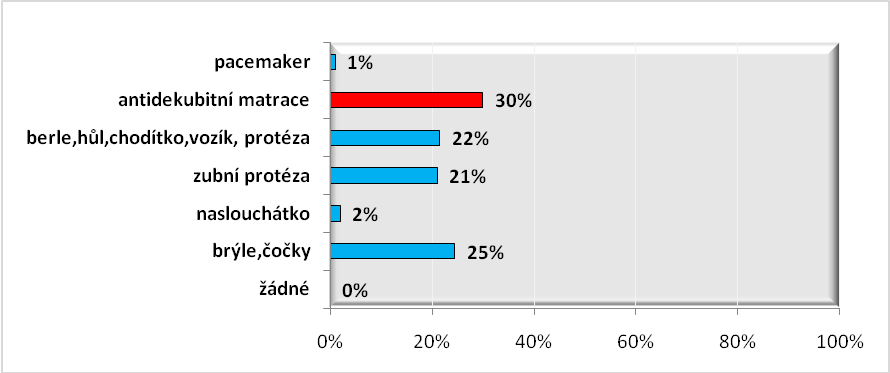 pacemaker 1%
antidekubitní matrace 30%
berle,hůl,chodítko,vozík, protéza 22%
zubní protéza 21%
naslouchátko 2%
brýle,čočky 25%
žádné 0%
0% 20% 40% 60% 80% 100%